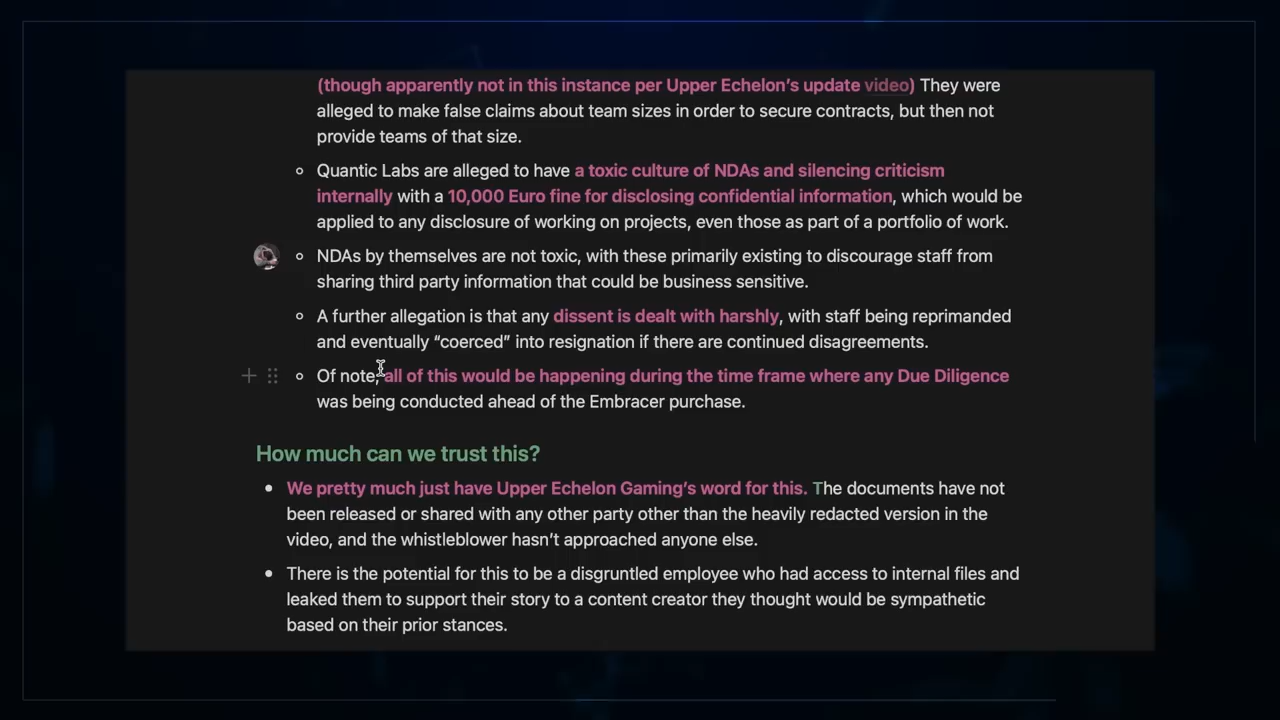 (though apparently not in this instance per Upper Echelon’s update video) They were
alleged to make false claims about team sizes in order to secure contracts, but then not
provide teams of that size.
Quantic Labs are alleged to have a toxic culture of NDAs and silencing criticism
internally with a 10,000 Euro fine for disclosing confidential information, which would be
applied to any disclosure of working on projects, even those as part of a portfolio of work.
NDAs by themselves are not toxic, with these primarily existing to discourage staff from
sharing third party information that could be business sensitive.
A further allegation is that any dissent is dealt with harshly, with staff being reprimanded
and eventually “coerced” into resignation if there are continued disagreements.
Of note, all of this would be happening during the time frame where any Due Diligence
was being conducted ahead of the Embracer purchase.
How much can we trust this?
We pretty much just have Upper Echelon Gaming’s word for this. The documents have not
been released or shared with any other party other than the heavily redacted version in the
video, and the whistleblower hasn’t approached anyone else.
There is the potential for this to be a disgruntled employee who had access to internal files and
leaked them to support their story to a content creator they thought would be sympathetic
based on their prior stances.